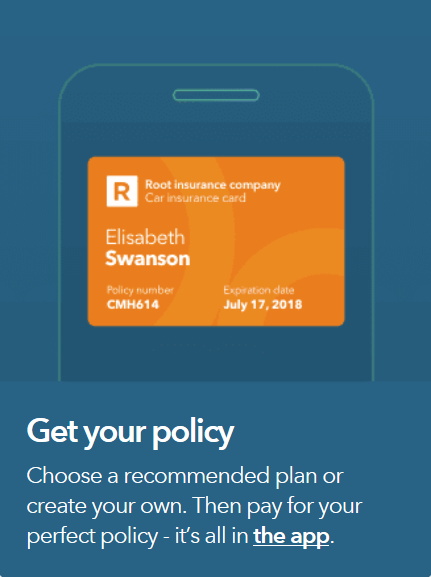 R
Root insurance company
Car insurance card
Elisabeth
Swanson
Policy number Expiration date
CMH614 July 17, 2018
Get your policy
Choose a recommended plan or
create your own. Then pay for your
perfect policy - it's all in the app.